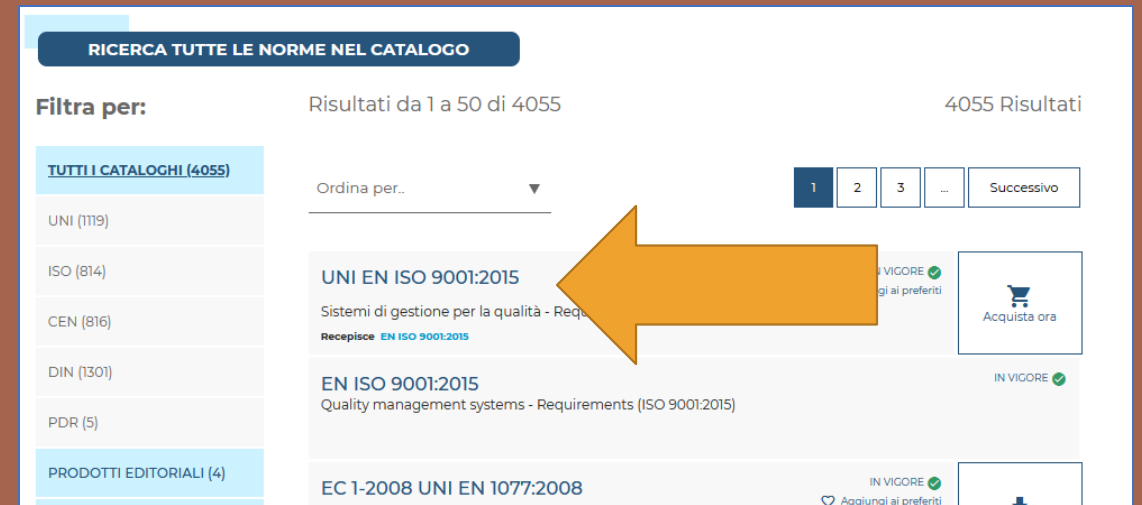 RICERCA TUTTE LE NORME NEL CATALOGO
Filtra per:
Risultati da 1 a 50 di 4055
4055 Risultati
TUTTI I CATALOGHI (4055)
UNI (1119)
ISO (814)
CEN (816)
DIN (1301)
PDR (5)
PRODOTTI EDITORIALI (4)
Ordina per..
1 2 3 ... Successivo
UNI EN ISO 9001:2015
VIGORE
ai preferiti
Sistemi di gestione per la qualità -
Recepisce EN ISO 9001:2015
Acquista ora
EN ISO 9001:2015
IN VIGORE
Quality management systems - Requirements (ISO 9001:2015)
EC 1-2008 UNI EN 1077:2008
IN VIGORE
Aggiungi ai preferiti